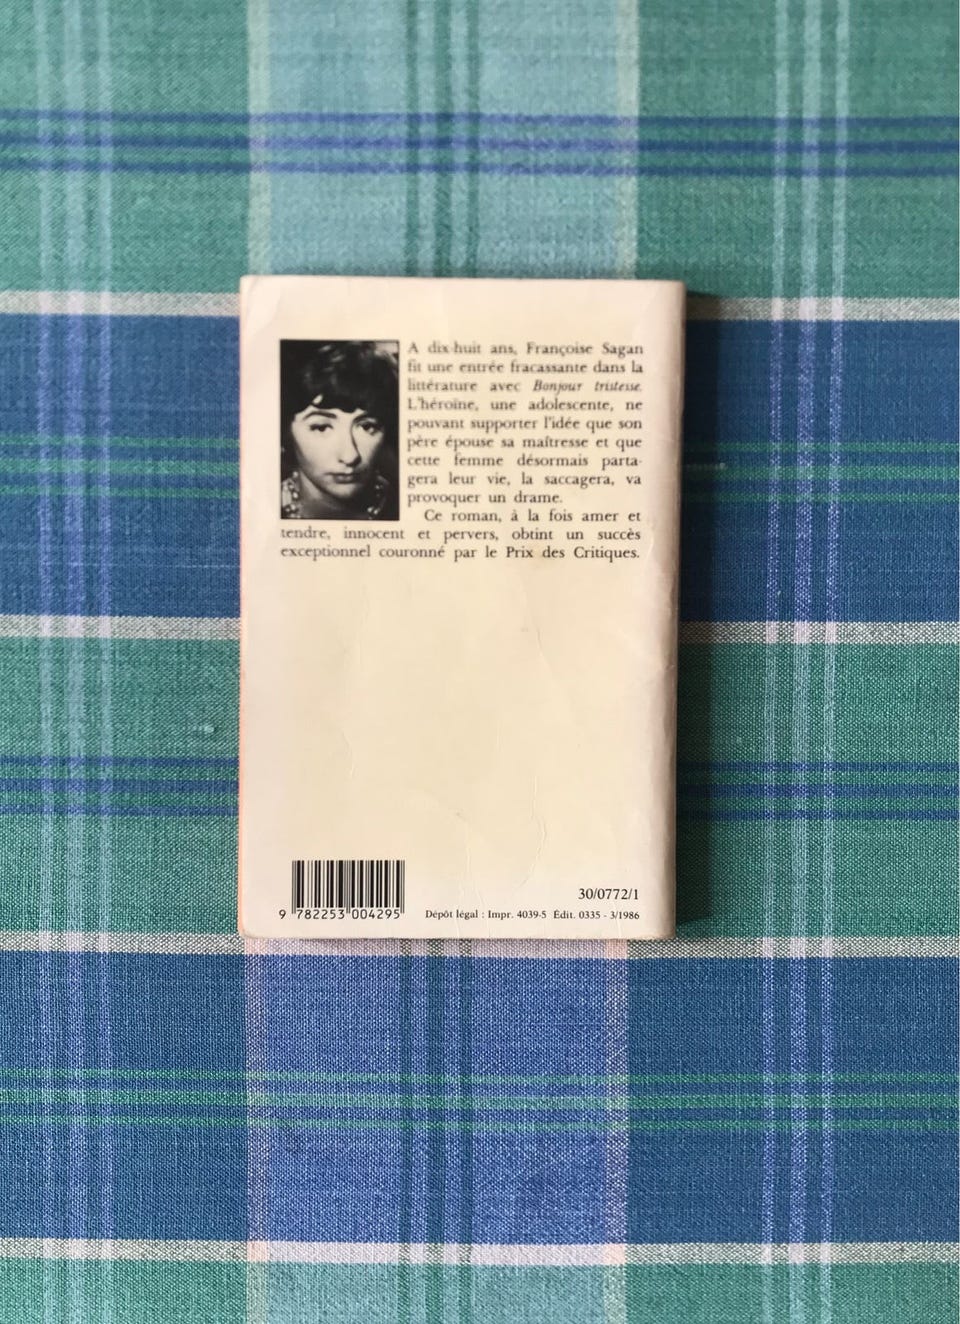 A dix-huit ans, Françoise Sagan
fit une entrée fracassante dans la
littérature avec Bonjour tristesse.
L'héroïne, une adolescente, ne
pouvant supporter l'idée que son
père épouse sa maîtresse et que
cette femme désormais parta-
gera leur vie, la saccagera, va
provoquer un drame.
Ce roman, à la fois amer et
tendre, innocent et pervers, obtint un succès
exceptionnel couronné par le Prix des Critiques.
30/0772/1
9 782253 004295
Dépôt légal : Impr. 4039-5 Édit. 0335 - 3/1986